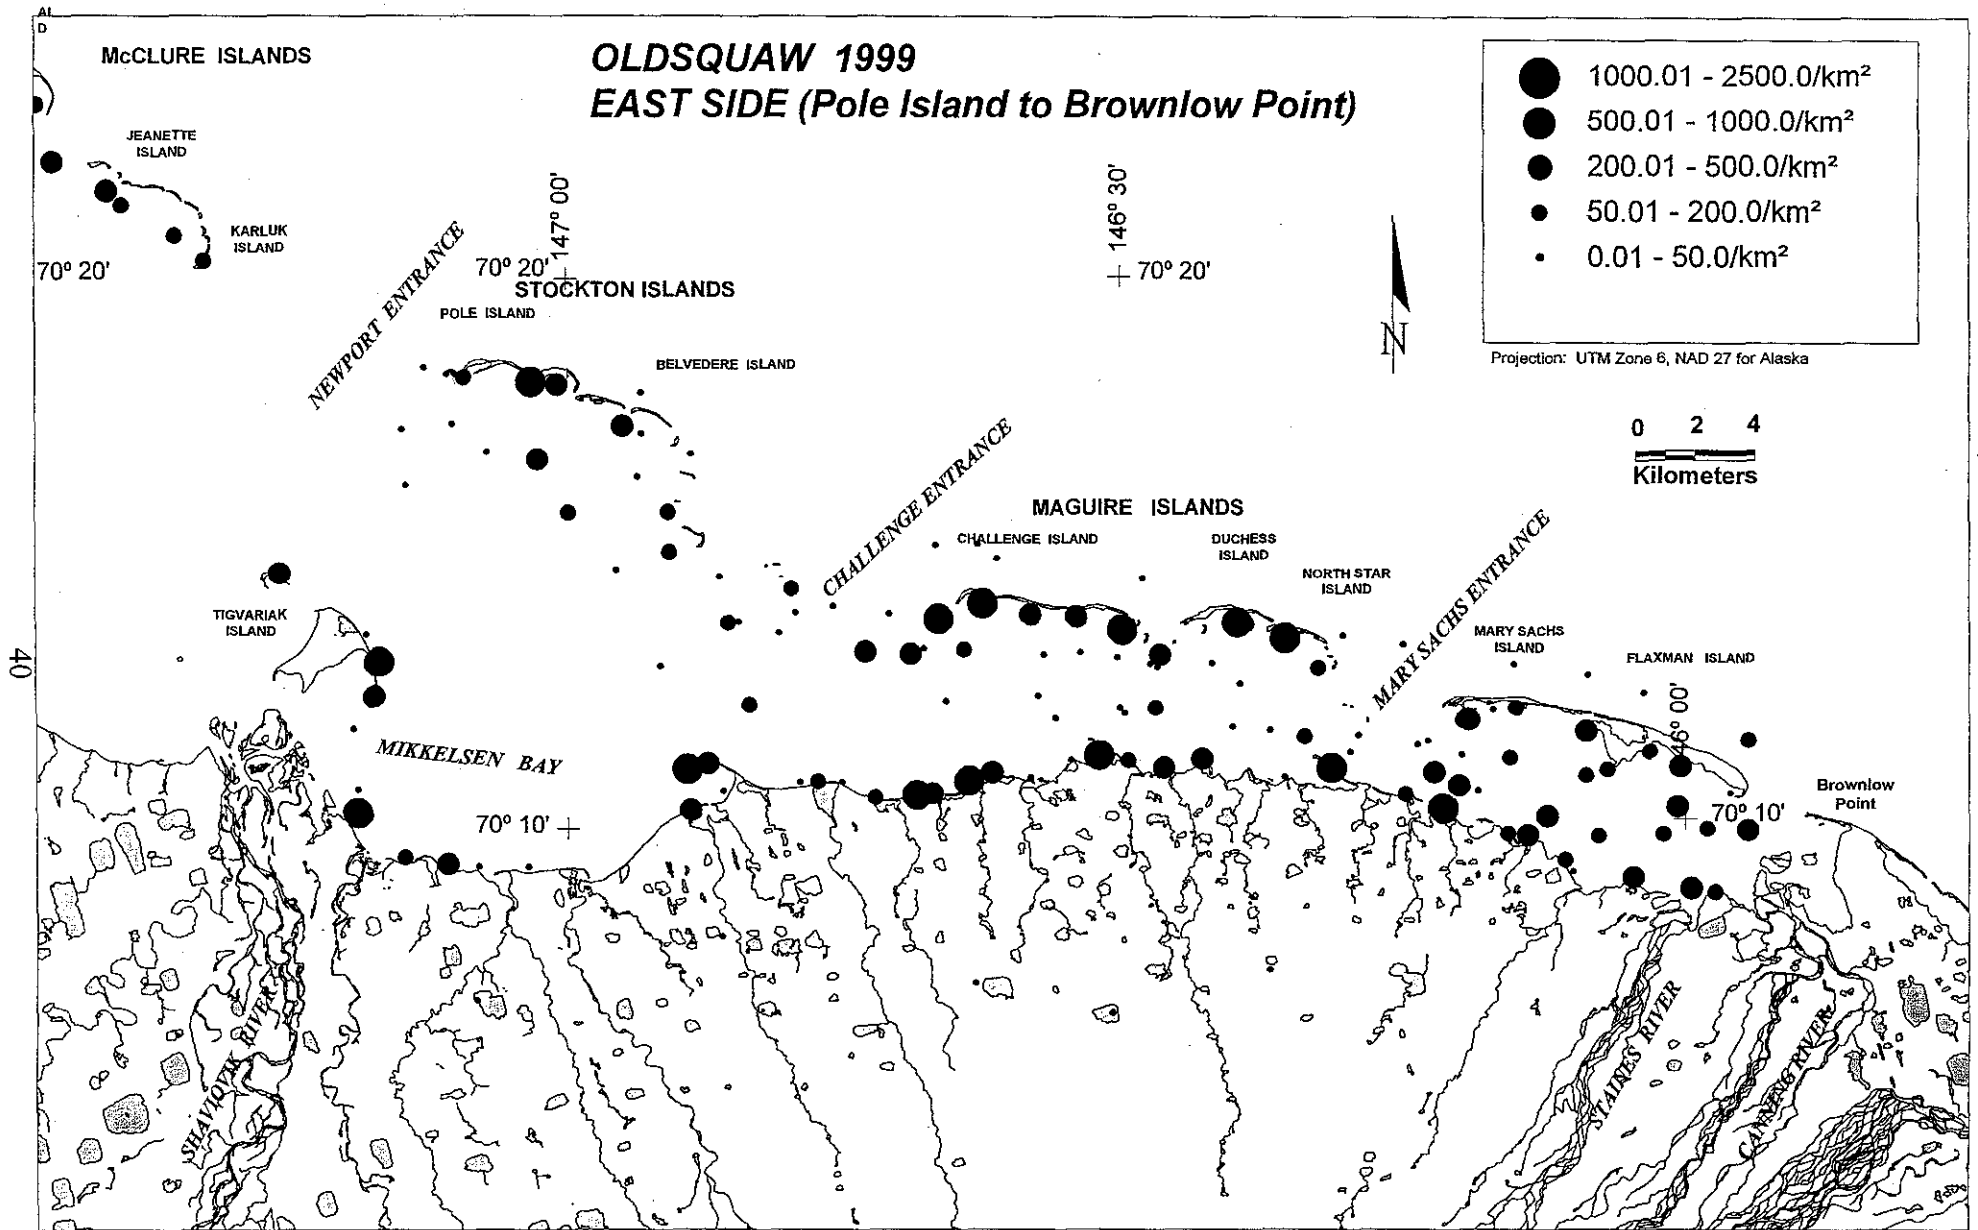 AL
D
McCLURE ISLANDS
OLDSQUAW 1999
EAST SIDE (Pole Island to Brownlow Point)
1000.01 - 2500.0/km²
500.01 - 1000.0/km²
200.01 - 500.0/km²
50.01 - 200.0/km²
0.01 - 50.0/km²
Projection: UTM Zone 6, NAD 27 for Alaska
JEANETTE
ISLAND
KARLUK
ISLAND
70° 20'
NEWPORT ENTRANCE
147° 00'
70° 20'
146° 30'
70° 20'
N
STOCKTON ISLANDS
POLE ISLAND
BELVEDERE ISLAND
0 2 4
Kilometers
CHALLENGE ENTRANCE
MAGUIRE ISLANDS
CHALLENGE ISLAND
DUCHESS
ISLAND
NORTH STAR
ISLAND
MARY SACHS ENTRANCE
MARY SACHS
ISLAND
FLAXMAN ISLAND
TIGVARIAK
ISLAND
40
146° 00'
MIKKELSEN BAY
70° 10'
70° 10'
Brownlow
Point
SHAVIOVAK RIVER
STAINES RIVER
CANNING RIVER